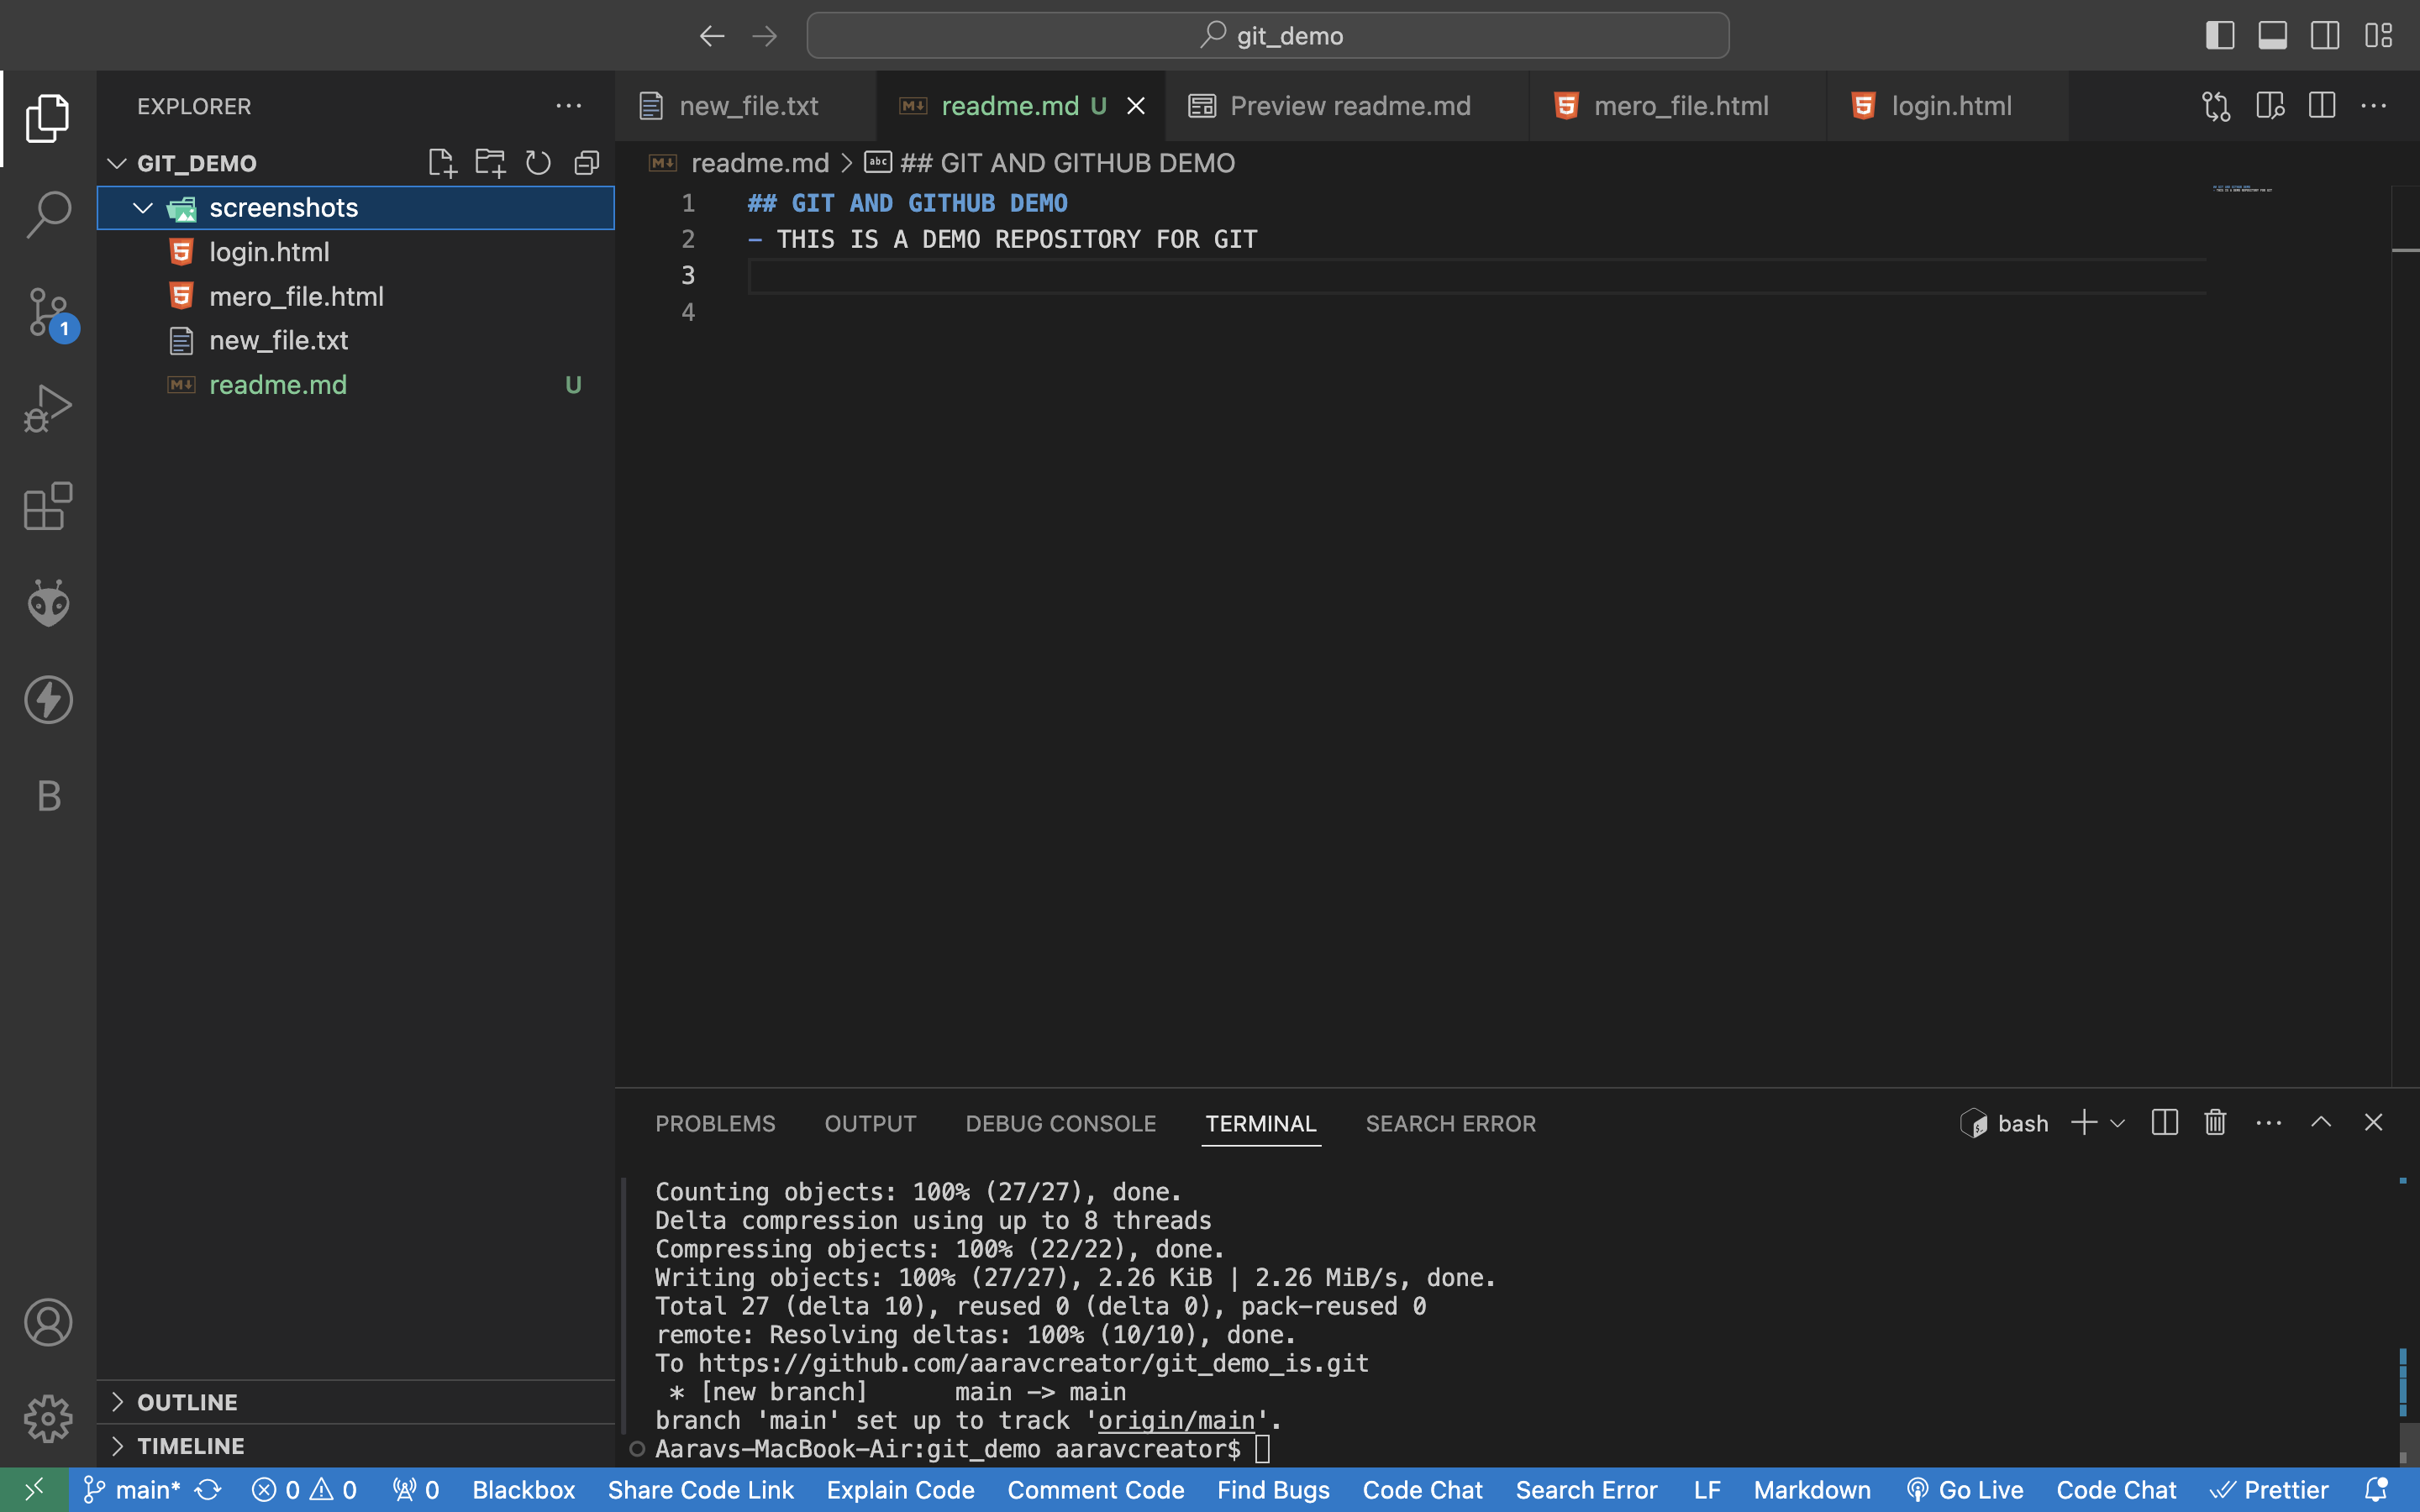 git_demo
EXPLORER
GIT_DEMO
screenshots
login.html
mero_file.html
new_file.txt
readme.md U
1
B
OUTLINE
TIMELINE
new_file.txt readme.md U Preview readme.md mero_file.html login.html
readme.md > ## GIT AND GITHUB DEMO
1 ## GIT AND GITHUB DEMO
2 - THIS IS A DEMO REPOSITORY FOR GIT
3
4
PROBLEMS OUTPUT DEBUG CONSOLE TERMINAL SEARCH ERROR bash
Counting objects: 100% (27/27), done.
Delta compression using up to 8 threads
Compressing objects: 100% (22/22), done.
Writing objects: 100% (27/27), 2.26 KiB | 2.26 MiB/s, done.
Total 27 (delta 10), reused 0 (delta 0), pack-reused 0
remote: Resolving deltas: 100% (10/10), done.
To https://github.com/aaravcreator/git_demo_is.git
* [new branch] main -> main
branch 'main' set up to track 'origin/main'.
Aaravs-MacBook-Air:git_demo aaravcreator$
main* 0 0 0 Blackbox Share Code Link Explain Code Comment Code Find Bugs Code Chat Search Error LF Markdown Go Live Code Chat Prettier